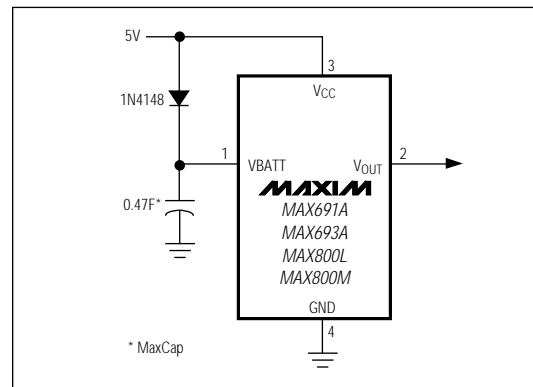 5V
3
VCC
1N4148
1
VBATT
VOUT
2
MAXIM
0.47F*
MAX691A
MAX693A
MAX800L
MAX800M
GND
4
* MaxCap